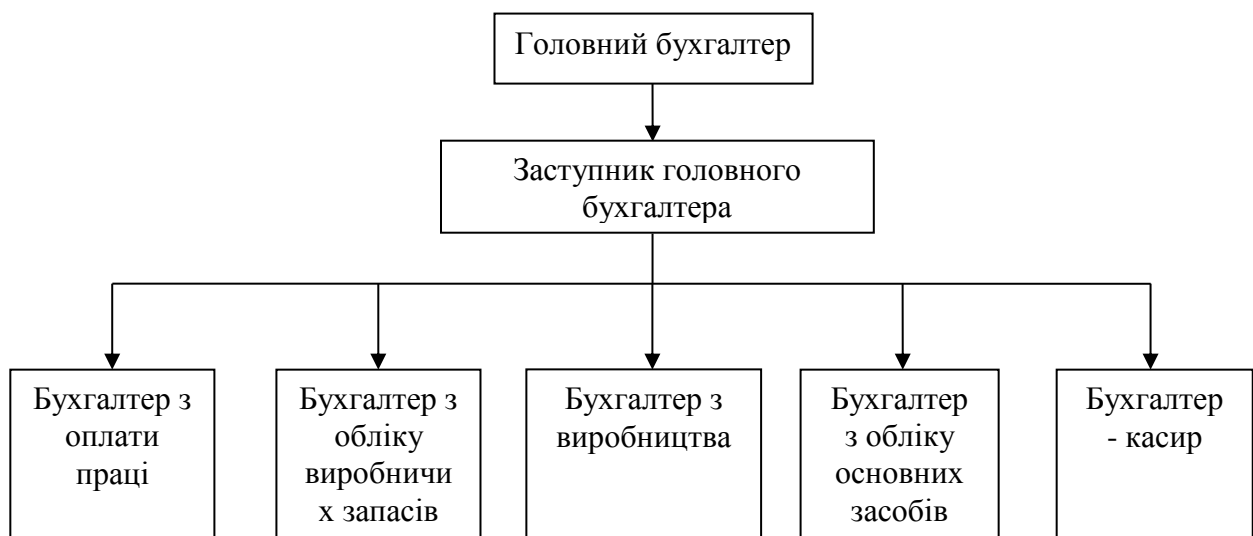 Головний бухгалтер
Заступник головного
бухгалтера
Бухгалтер з
оплати
праці
Бухгалтер з
обліку
виробничи
х запасів
Бухгалтер з
виробництва
Бухгалтер
з обліку
основних
засобів
Бухгалтер
- касир